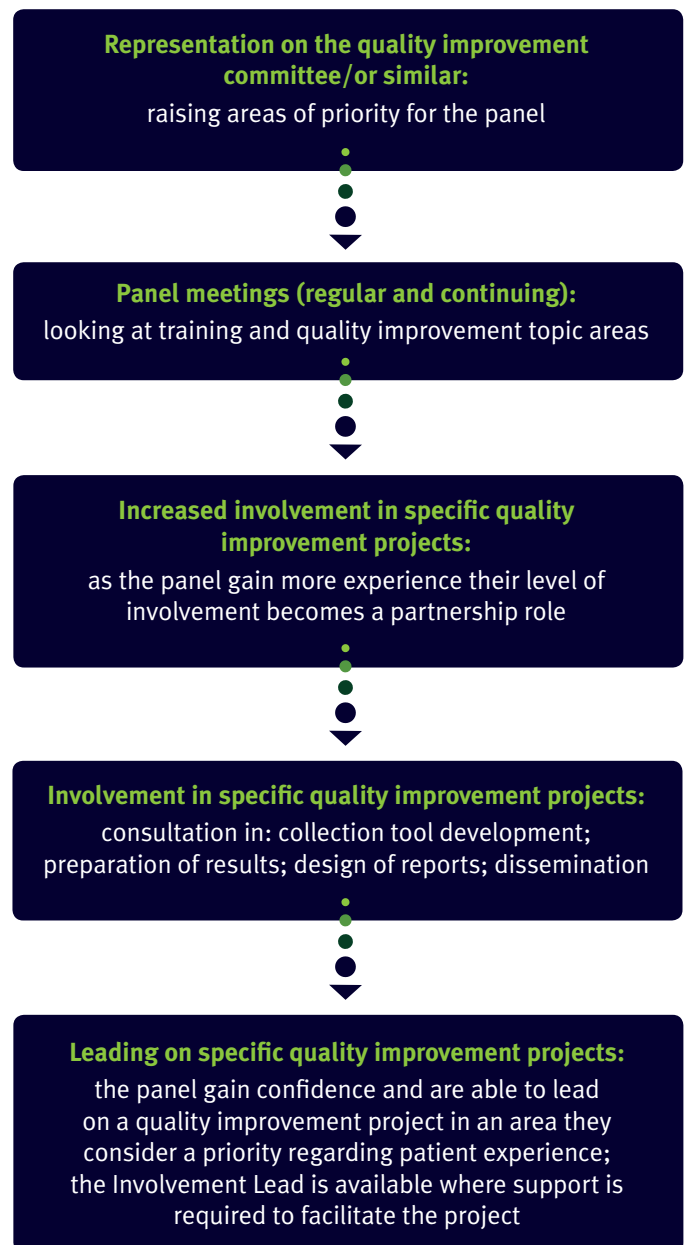 Representation on the quality improvement
committee/or similar:
raising areas of priority for the panel
Panel meetings (regular and continuing):
looking at training and quality improvement topic areas
Increased involvement in specific quality
improvement projects:
as the panel gain more experience their level of
involvement becomes a partnership role
Involvement in specific quality improvement projects:
consultation in: collection tool development;
preparation of results; design of reports; dissemination
Leading on specific quality improvement projects:
the panel gain confidence and are able to lead
on a quality improvement project in an area they
consider a priority regarding patient experience;
the Involvement Lead is available where support is
required to facilitate the project